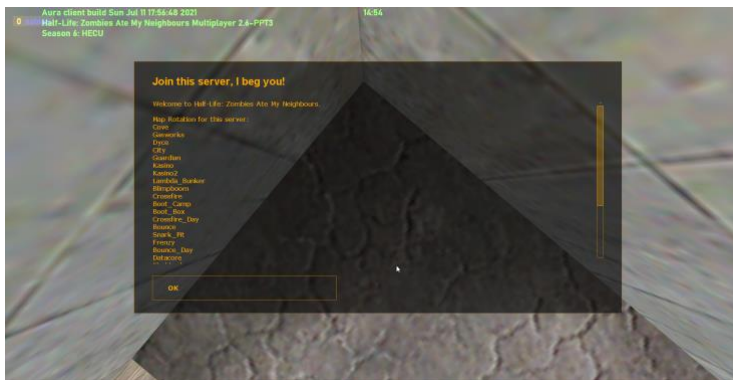 Aura client build Sun Jul 11 17:56:48 2021
14:54
0
Half-Life: Zombies Ate My Neighbours Multiplayer 2.6-PPT3
Season 6: HECU
Join this server, I beg you!
Welcome to Half-Life: Zombies Ate My Neighbours.
Map Rotation for this server:
Cove
Gasworks
Dyce
City
Guardian
Kasino
Kasino2
Lambda_Bunker
Blimpboom
Crossfire
Boot_Camp
Boot_Box
Crossfire_Day
Bounce
Snark_Pit
Frenzy
Bounce_Day
Datacore
OK